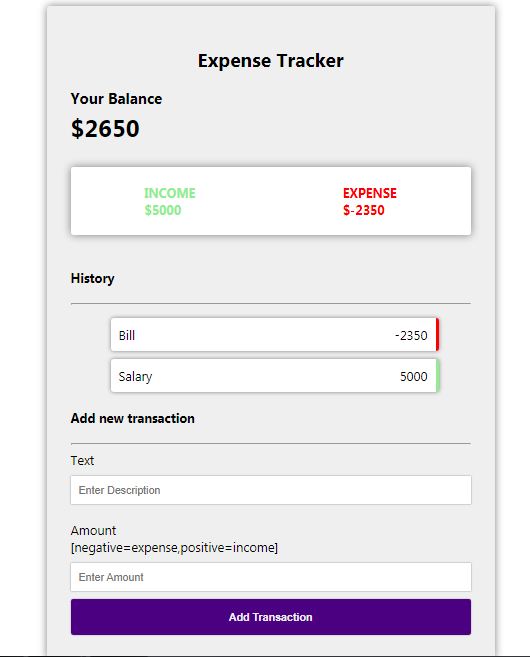 Expense Tracker
Your Balance
$2650
INCOME EXPENSE
$5000 $-2350
History
Bill -2350
Salary 5000
Add new transaction
Text
Enter Description
Amount
[negative=expense,positive=income]
Enter Amount
Add Transaction